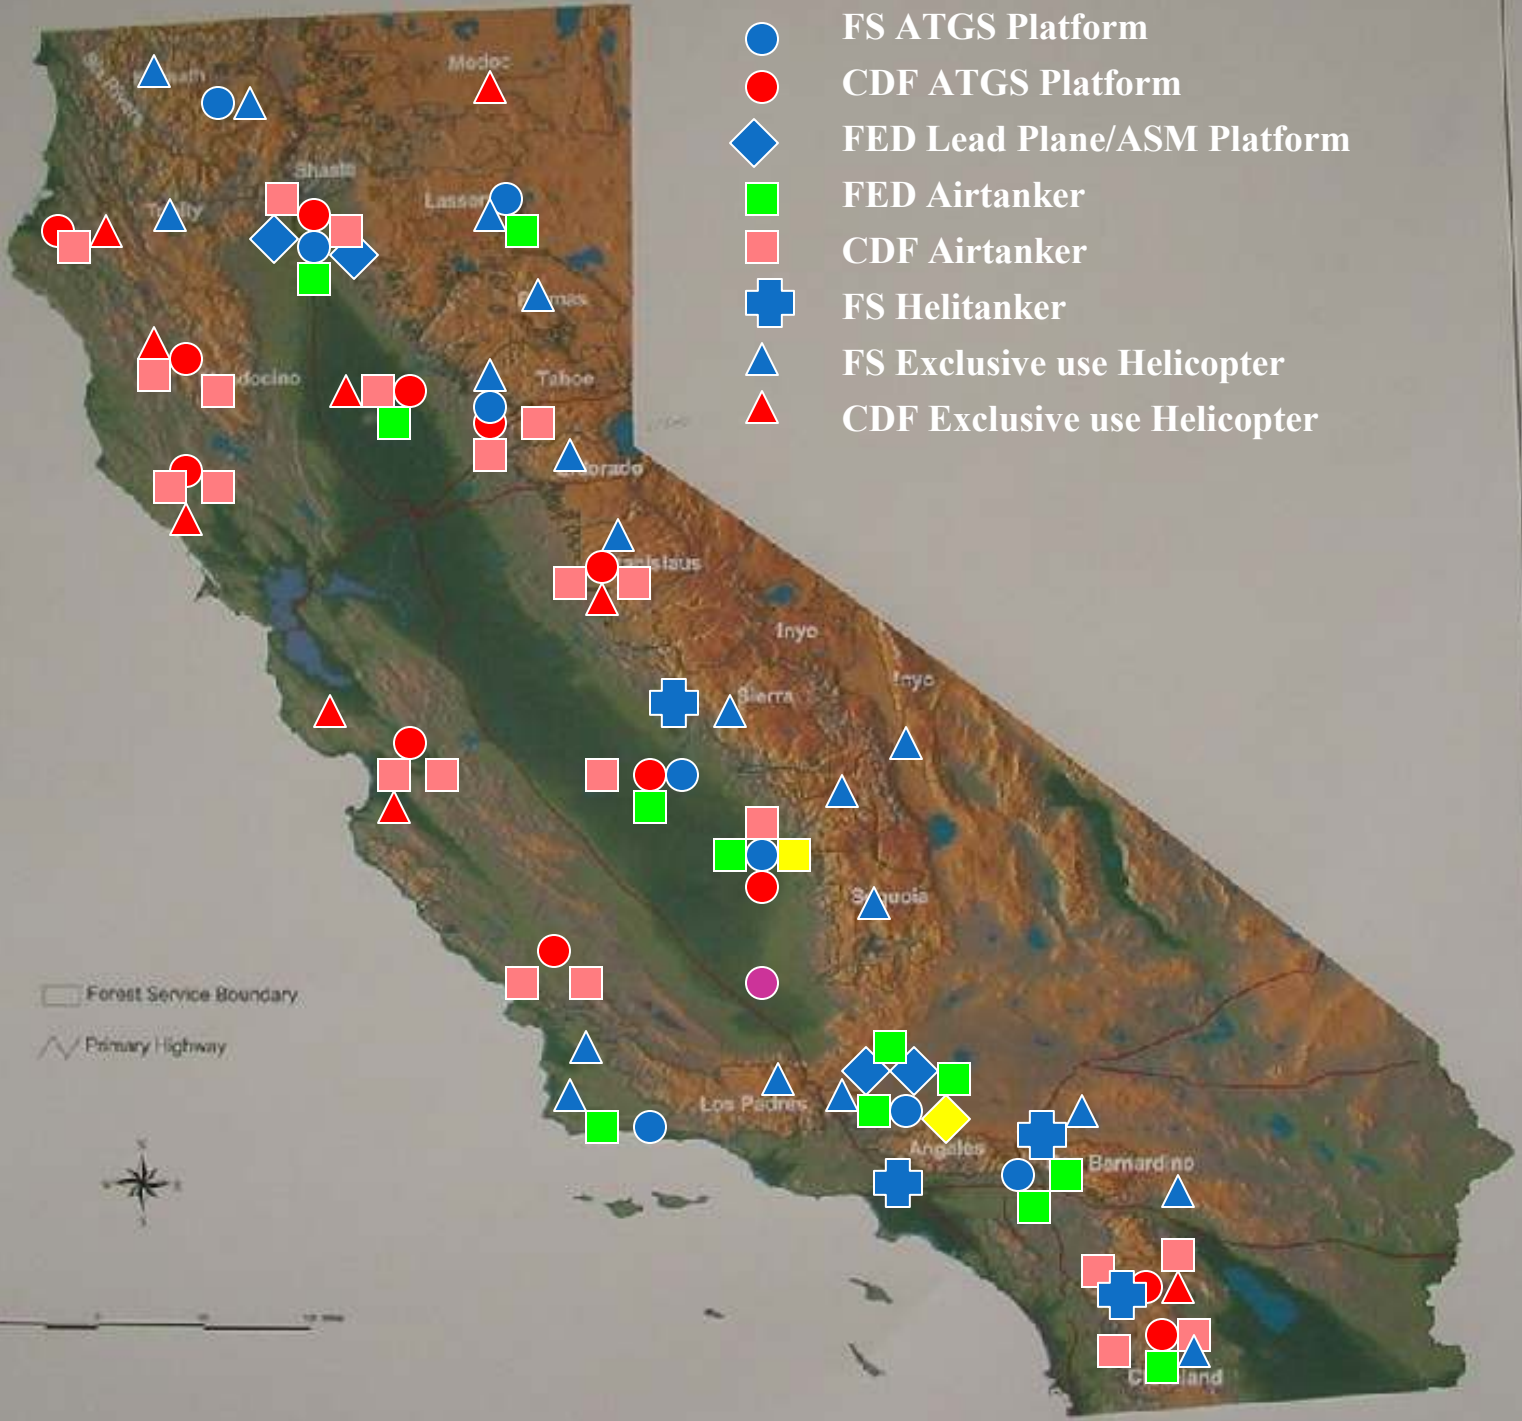 FS ATGS Platform
CDF ATGS Platform
FED Lead Plane/ASM Platform
FED Airtanker
CDF Airtanker
FS Helitanker
FS Exclusive use Helicopter
CDF Exclusive use Helicopter
Modoc
Shasta
Lassen
Tahoe
Inyo
Sierra
Inyo
Los Padres
Angeles
Bernardino
Forest Service Boundary
Primary Highway